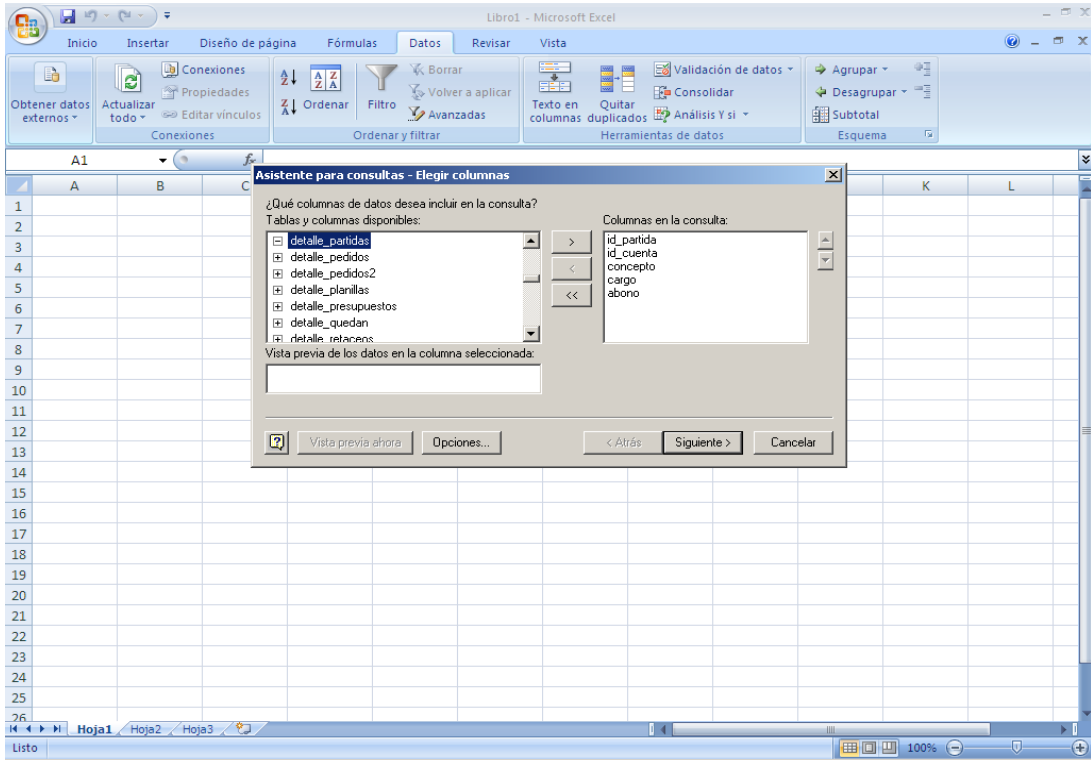 Libro1 - Microsoft Excel
Inicio Insertar Diseño de página Fórmulas Datos Revisar Vista
Obtener datos externos
Actualizar todo
Conexiones
Propiedades
Editar vínculos
Conexiones
Ordenar
Filtro
Borrar
Volver a aplicar
Avanzadas
Ordenar y filtrar
Texto en columnas
Quitar duplicados
Validación de datos
Consolidar
Análisis Y si
Herramientas de datos
Agrupar
Desagrupar
Subtotal
Esquema
A1
fx
A B C K L
Asistente para consultas - Elegir columnas
¿Qué columnas de datos desea incluir en la consulta?
Tablas y columnas disponibles:
detalle_partidas
detalle_pedidos
detalle_pedidos2
detalle_planillas
detalle_presupuestos
detalle_quedan
detalle_retaceos
>
<
<<
Columnas en la consulta:
id_partida
id_cuenta
concepto
cargo
abono
Vista previa de los datos en la columna seleccionada:
Vista previa ahora
Opciones...
< Atrás
Siguiente >
Cancelar
1
2
3
4
5
6
7
8
9
10
11
12
13
14
15
16
17
18
19
20
21
22
23
24
25
26
Hoja1 Hoja2 Hoja3
Listo
100%